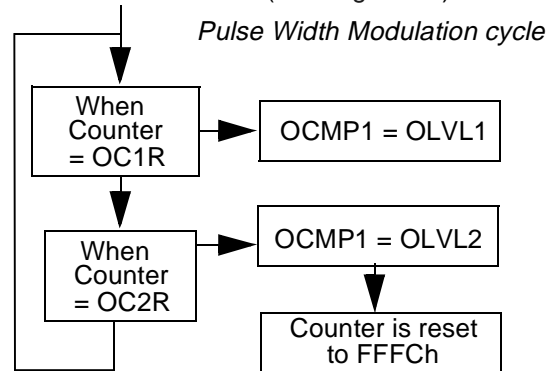 Pulse Width Modulation cycle
When
Counter
= OC1R
OCMP1 = OLVL1
When
Counter
= OC2R
OCMP1 = OLVL2
Counter is reset
to FFFCh